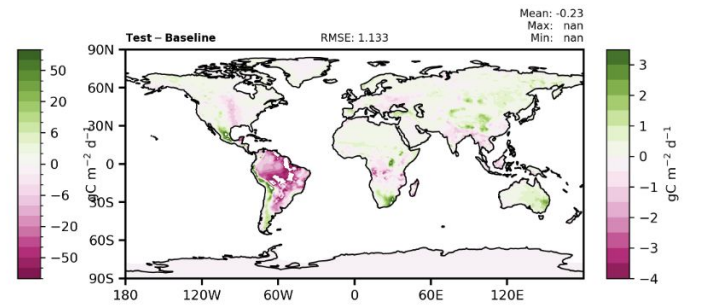 Mean: -0.23
Max: nan
Min: nan
Test − Baseline
RMSE: 1.133
90N
60N
30N
0
30S
60S
90S
180
120W
60W
0
60E
120E
50
20
6
0
−6
−20
−50
gC m−2 d−1
3
2
1
0
−1
−2
−3
−4
gC m−2 d−1